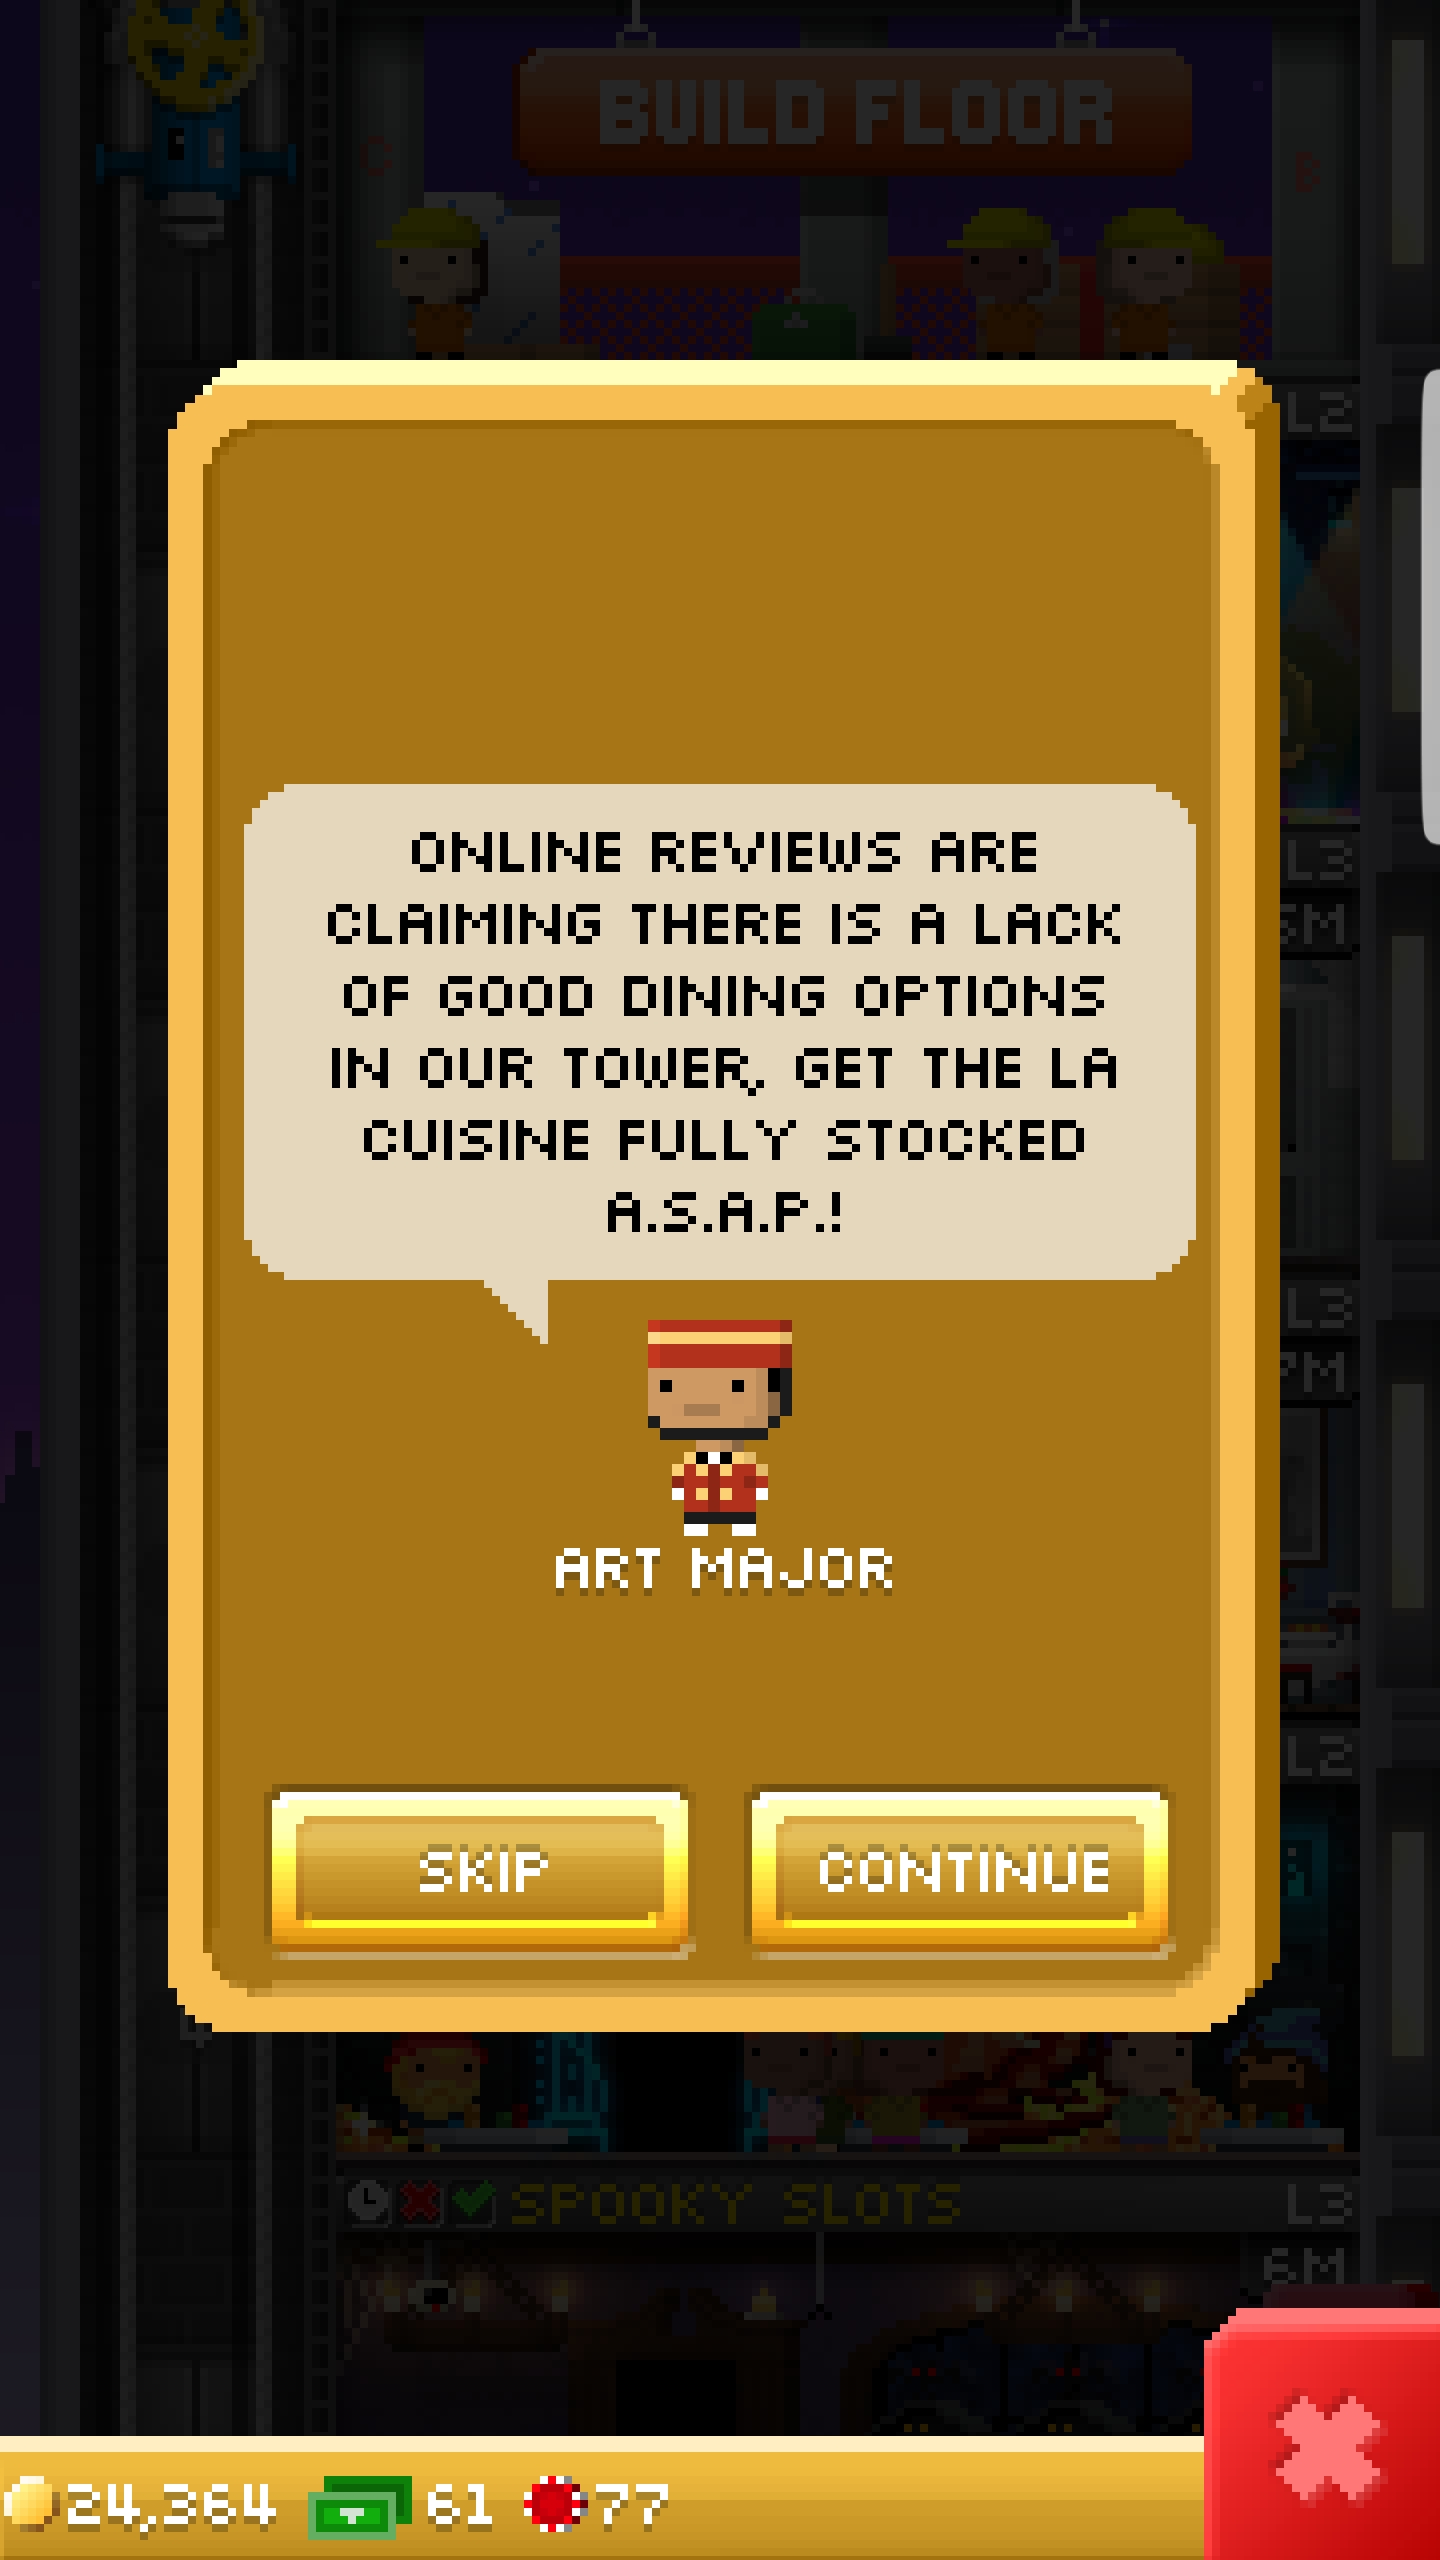 BUILD FLOOR
C
B
L2
L3
ONLINE REVIEWS ARE
CLAIMING THERE IS A LACK
OF GOOD DINING OPTIONS
IN OUR TOWER, GET THE LA
CUISINE FULLY STOCKED
A.S.A.P.!
L3
ART MAJOR
L2
SKIP
CONTINUE
SPOOKY SLOTS
L3
6M
24,364
61
77